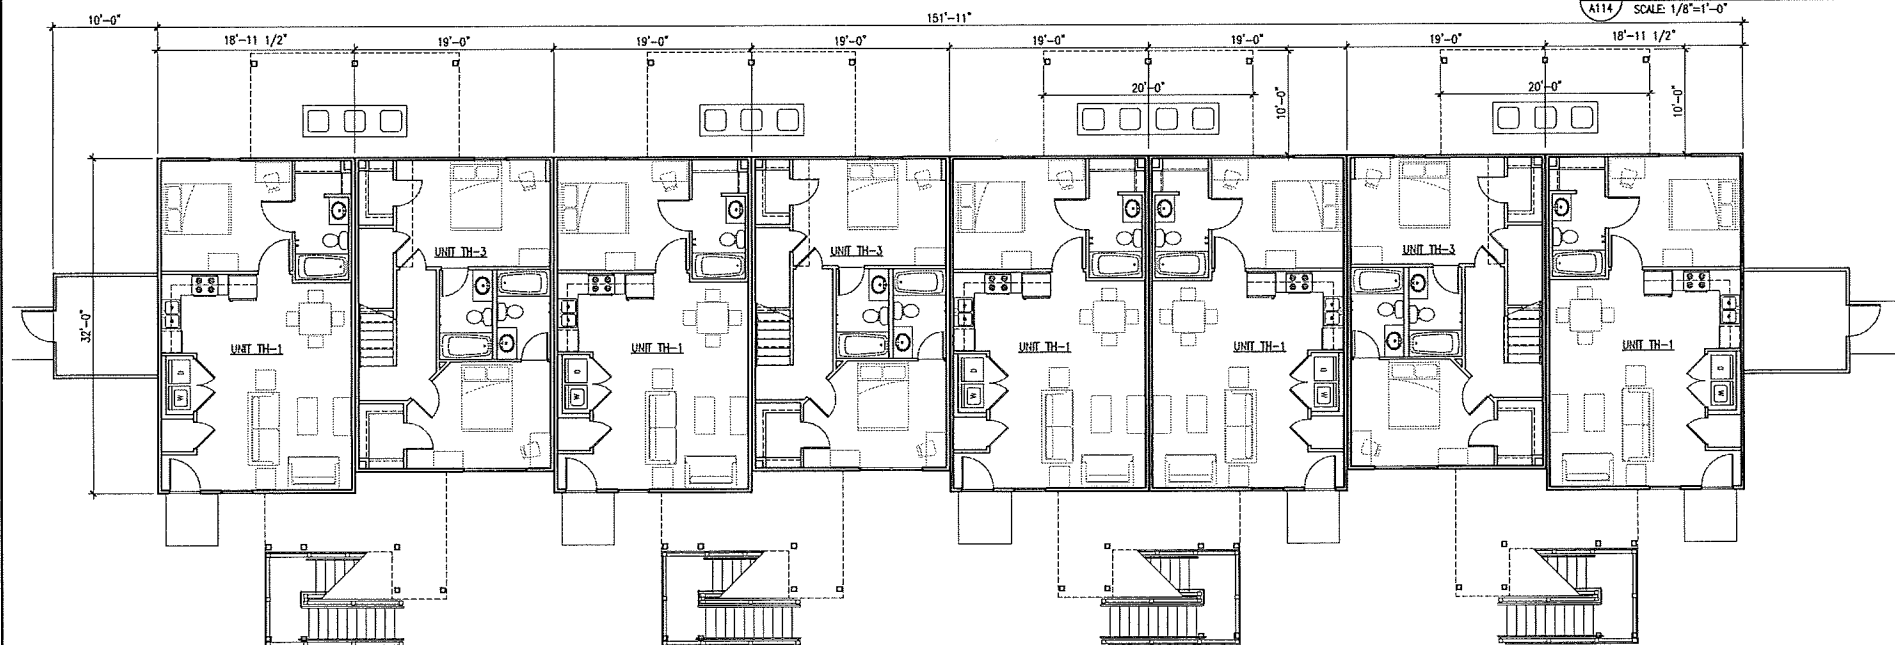 A114 SCALE: 1/8"=1'-0"
10'-0" 151'-11"
18'-11 1/2" 19'-0" 19'-0" 19'-0" 19'-0" 19'-0" 19'-0" 18'-11 1/2"
20'-0" 10'-0" 20'-0" 10'-0"
UNIT TH-3 UNIT TH-3 UNIT TH-3
32'-0"
UNIT TH-1 UNIT TH-1 UNIT TH-1 UNIT TH-1 UNIT TH-1
D D D D D
W W W W W